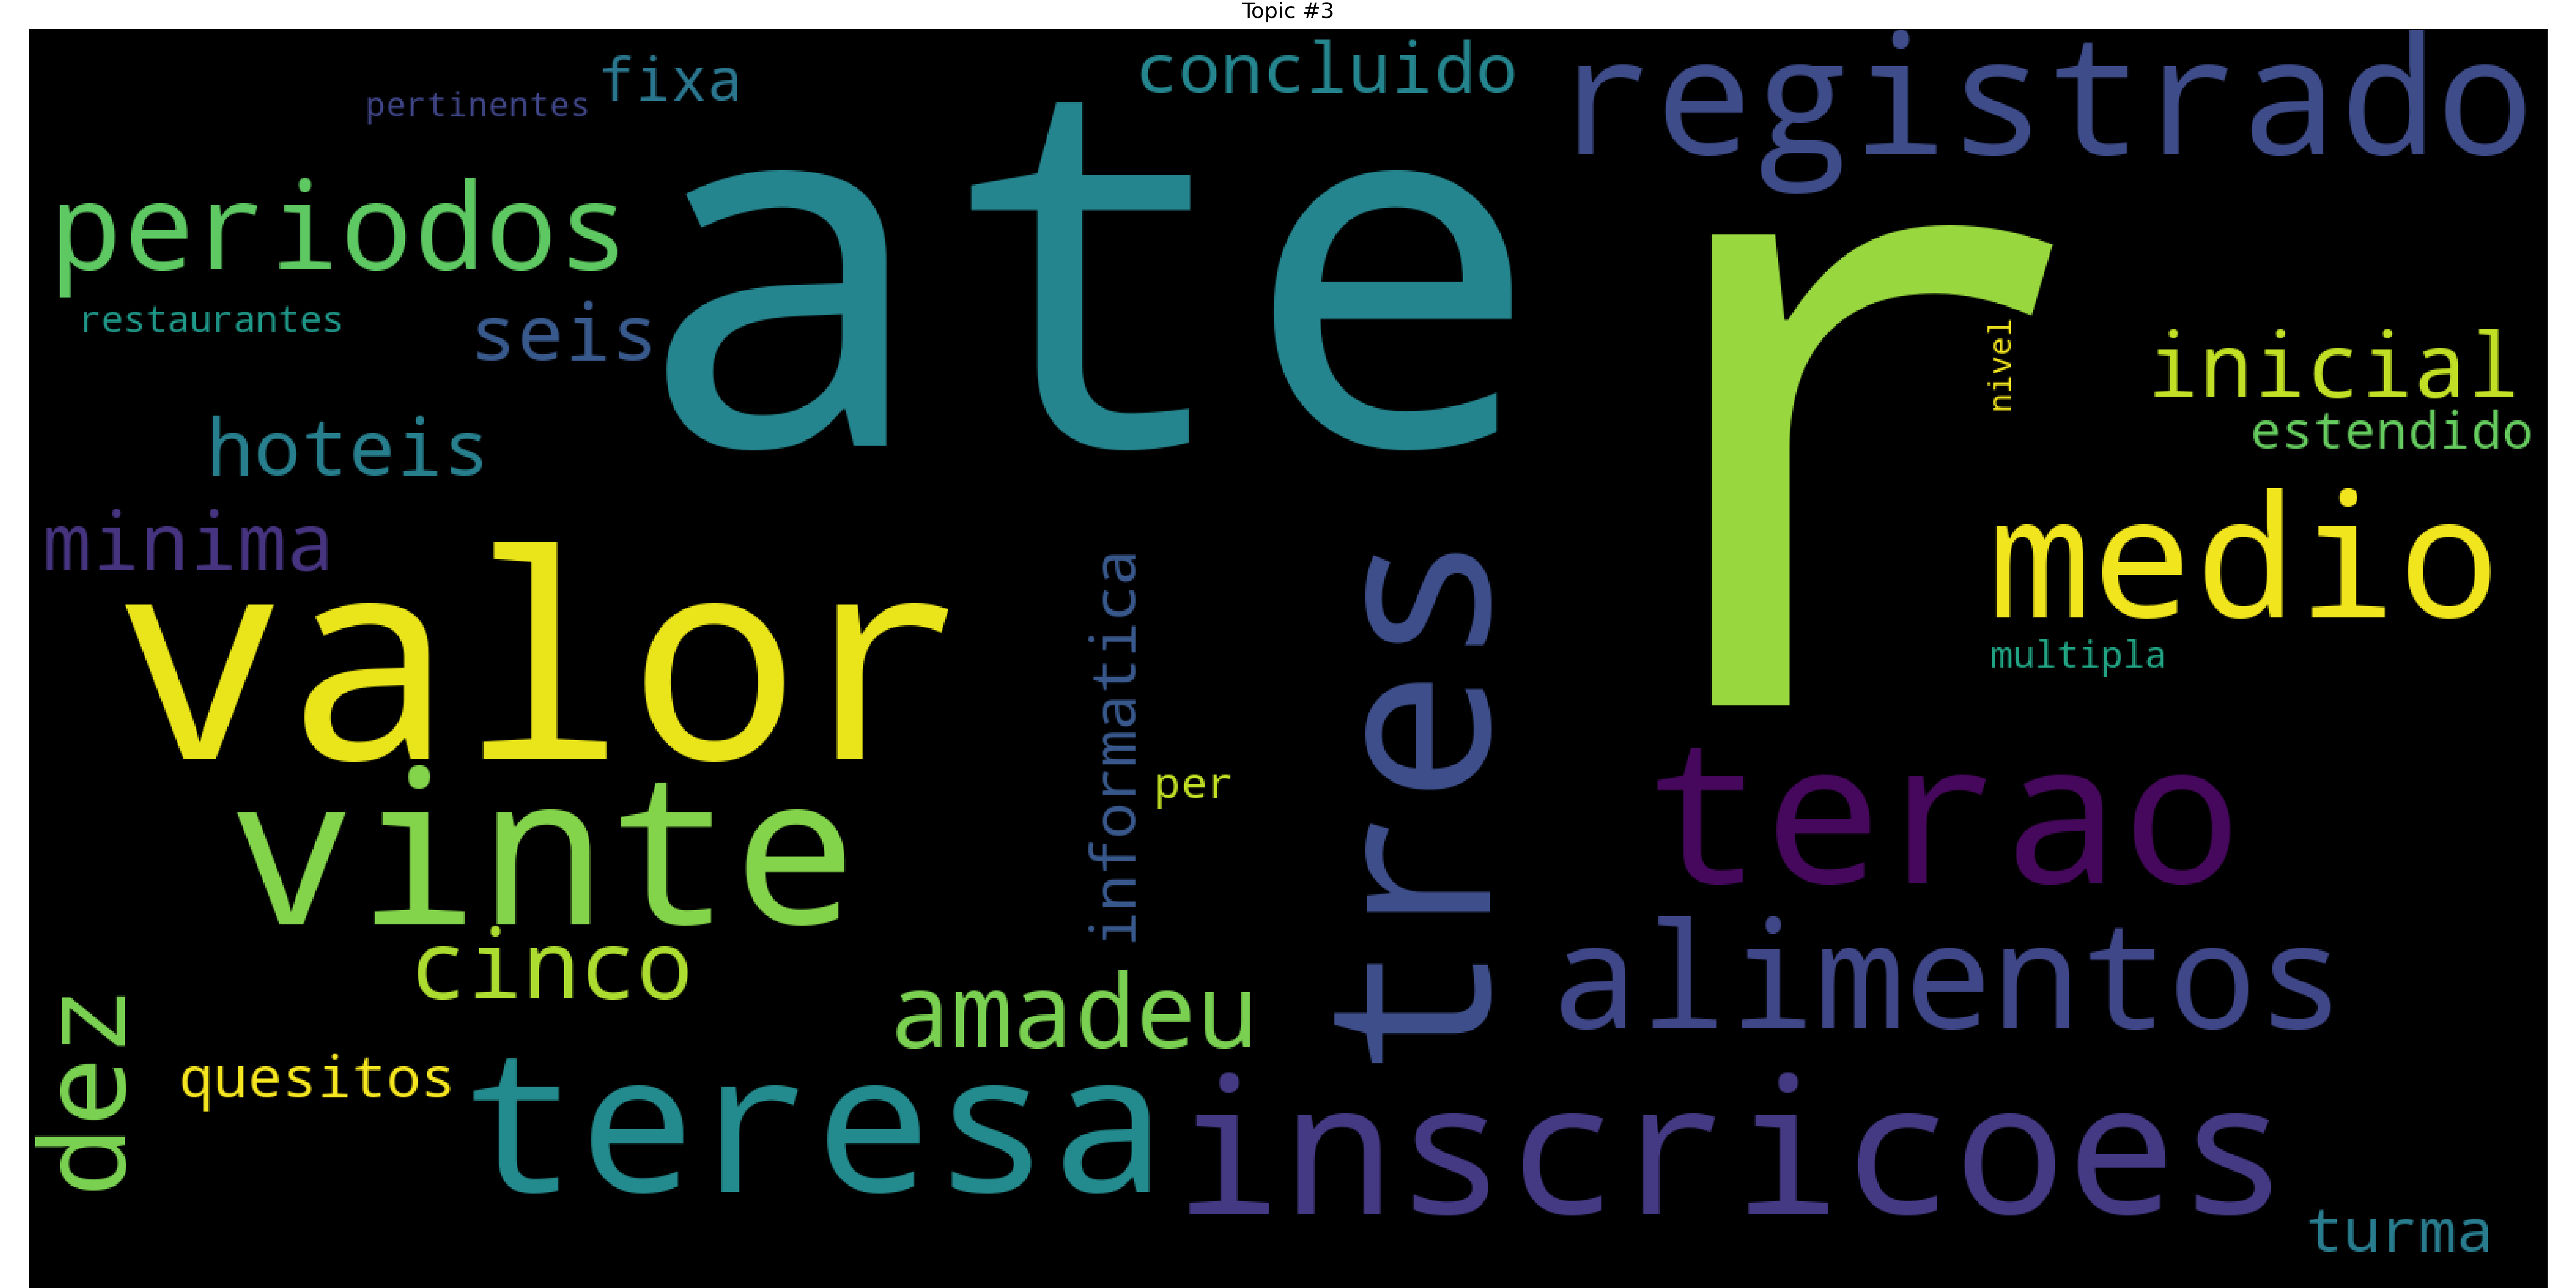 Topic #3
concluido
registrado
fixa
pertinentes
ate
periodos
r
restaurantes
seis
nivel
inicial
estendido
hoteis
minima
medio
valor
informatica
tres
multipla
per
vinte
terao
cinco
alimentos
dez
amadeu
quesitos
teresa
inscricoes
turma